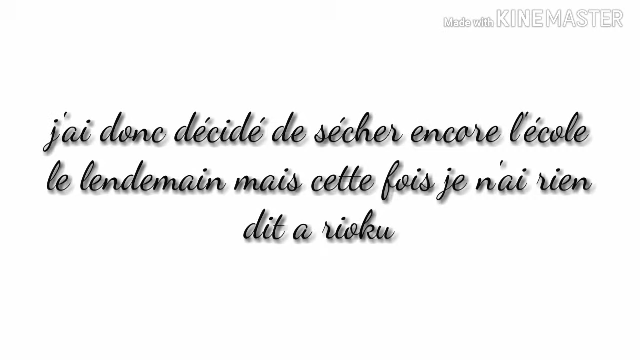 Made with KINEMASTER
j'ai donc décidé de sécher encore l'école
le lendemain mais cette fois je n'ai rien
dit a rioku